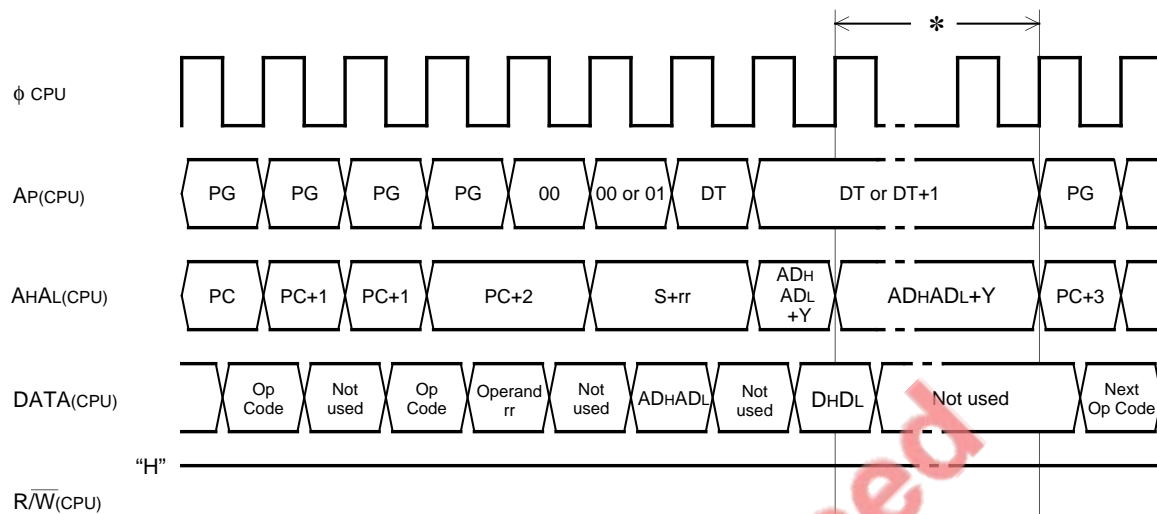 *
ϕ CPU
AP(CPU) PG PG PG PG 00 00 or 01 DT DT or DT+1 PG
AHAL(CPU) PC PC+1 PC+1 PC+2 S+rr ADH ADL +Y ADHADL+Y PC+3
DATA(CPU) Op Code Not used Op Code Operand rr Not used ADHADL Not used DHDL Not used Next Op Code
“H”
R/W(CPU)